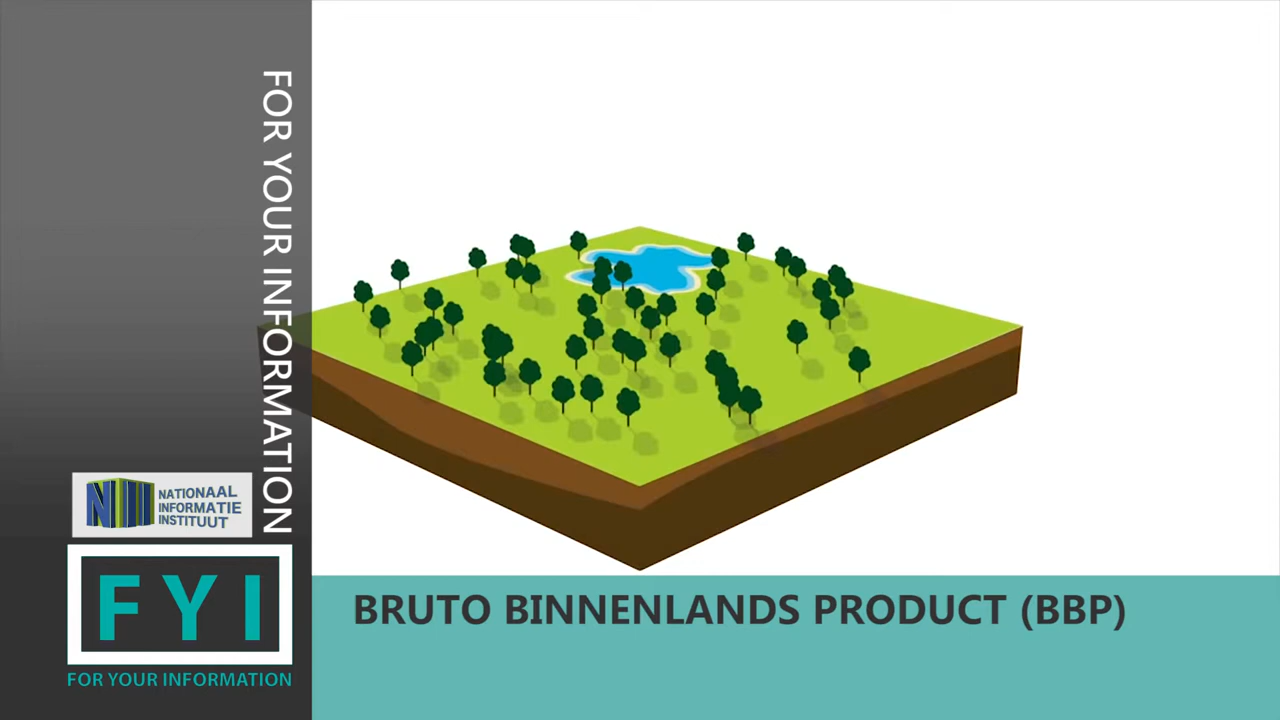 FOR YOUR INFORMATION
NATIONAAL
INFORMATIE
INSTITUUT
FYI
FOR YOUR INFORMATION
BRUTO BINNENLANDS PRODUCT (BBP)